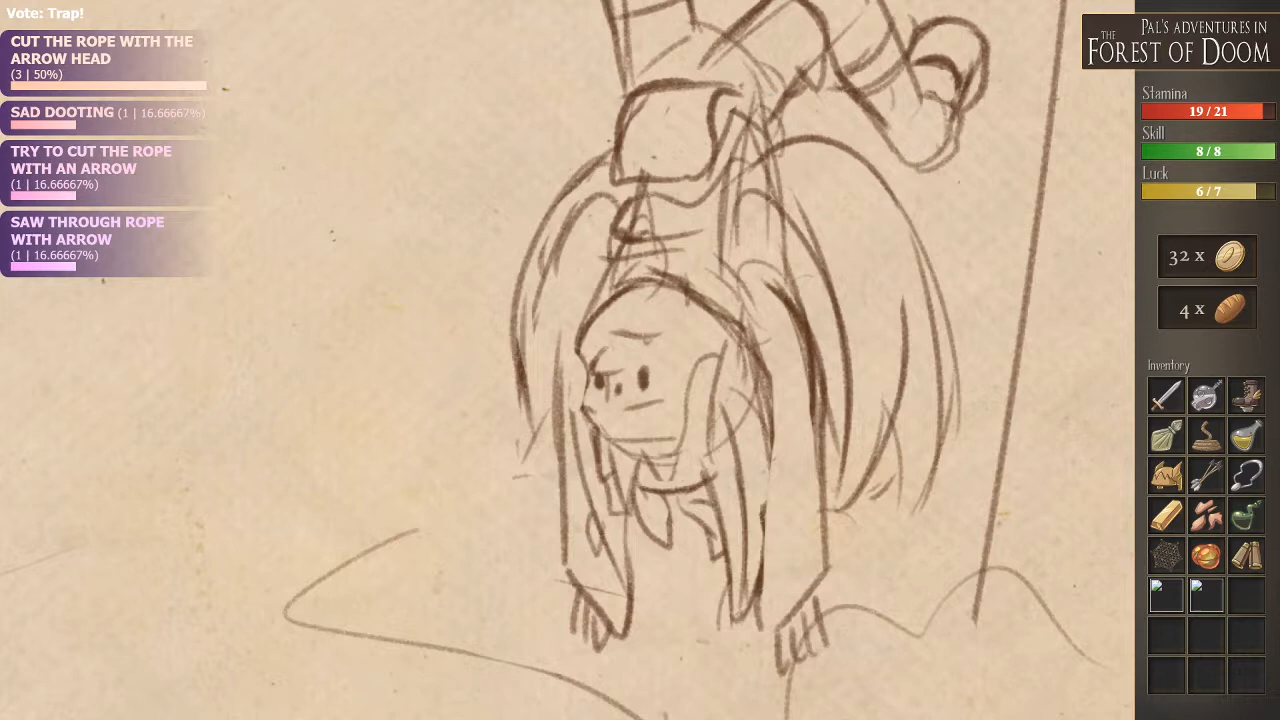 Vote: Trap!
CUT THE ROPE WITH THE
ARROW HEAD
(3 | 50%)
SAD DOOTING (1 | 16.66667%)
TRY TO CUT THE ROPE
WITH AN ARROW
(1 | 16.66667%)
SAW THROUGH ROPE
WITH ARROW
(1 | 16.66667%)
PAL'S ADVENTURES IN
THE FOREST OF DOOM
Stamina
19 / 21
Skill
8 / 8
Luck
6 / 7
32 x
4 x
Inventory